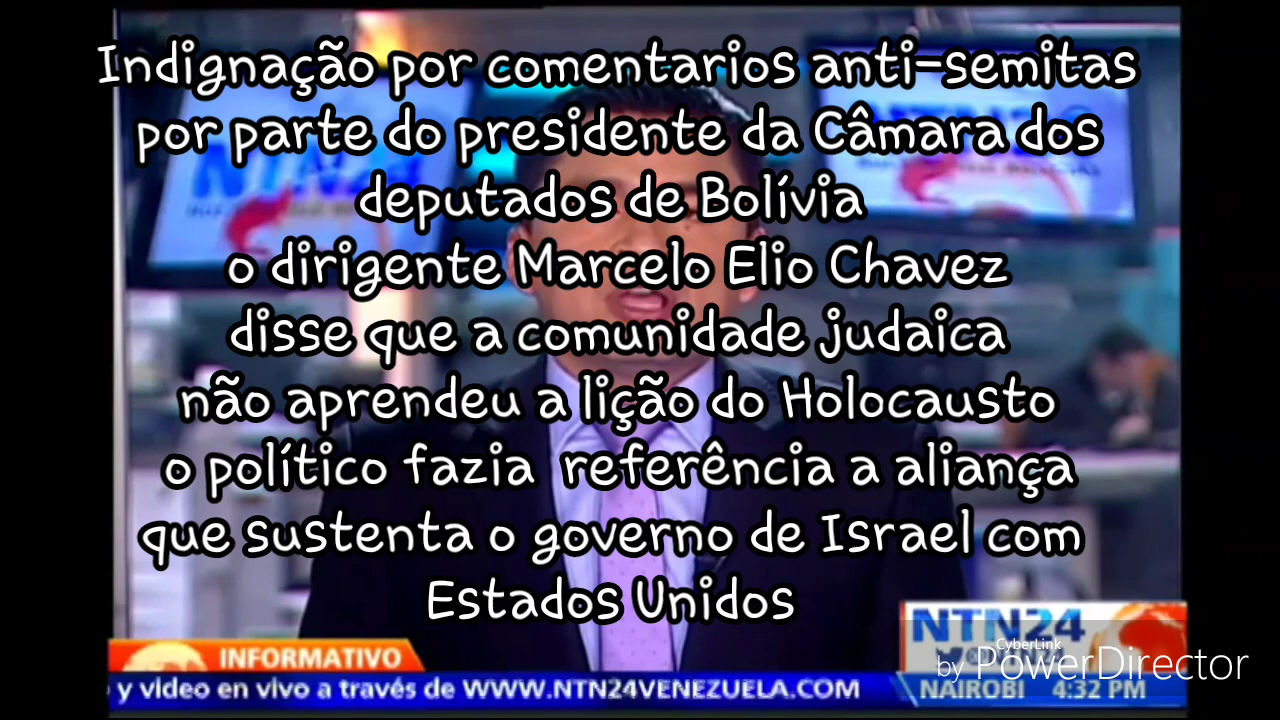 Indignação por comentarios anti-semitas
por parte do presidente da Câmara dos
deputados de Bolívia
o dirigente Marcelo Elio Chavez
disse que a comunidade judaica
não aprendeu a lição do Holocausto
o político fazia referência a aliança
que sustenta o governo de Israel com
Estados Unidos
NTN24
NTN24
CyberLink
by PowerDirector
INFORMATIVO
y video en vivo a través de WWW.NTN24VENEZUELA.COM
NAIROBI 4:32 PM